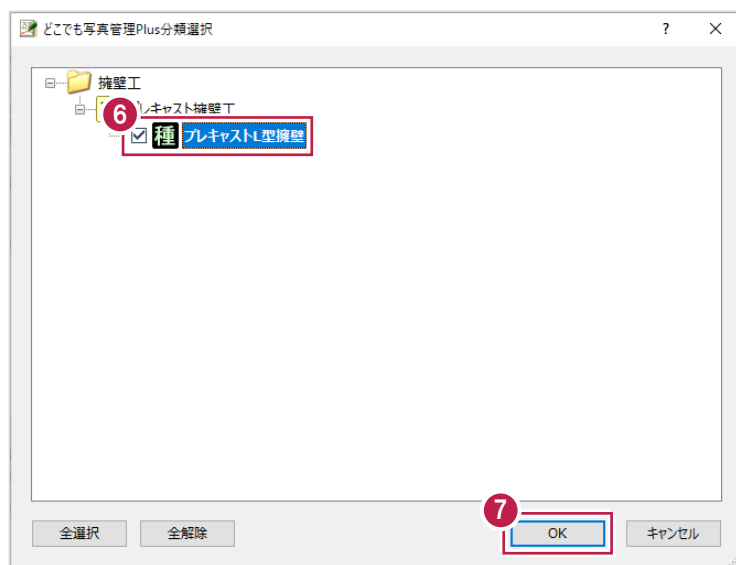 どこでも写真管理Plus分類選択 ? ×
擁壁工
プレキャスト擁壁工
6
種 プレキャストL型擁壁
7
全選択 全解除 OK キャンセル